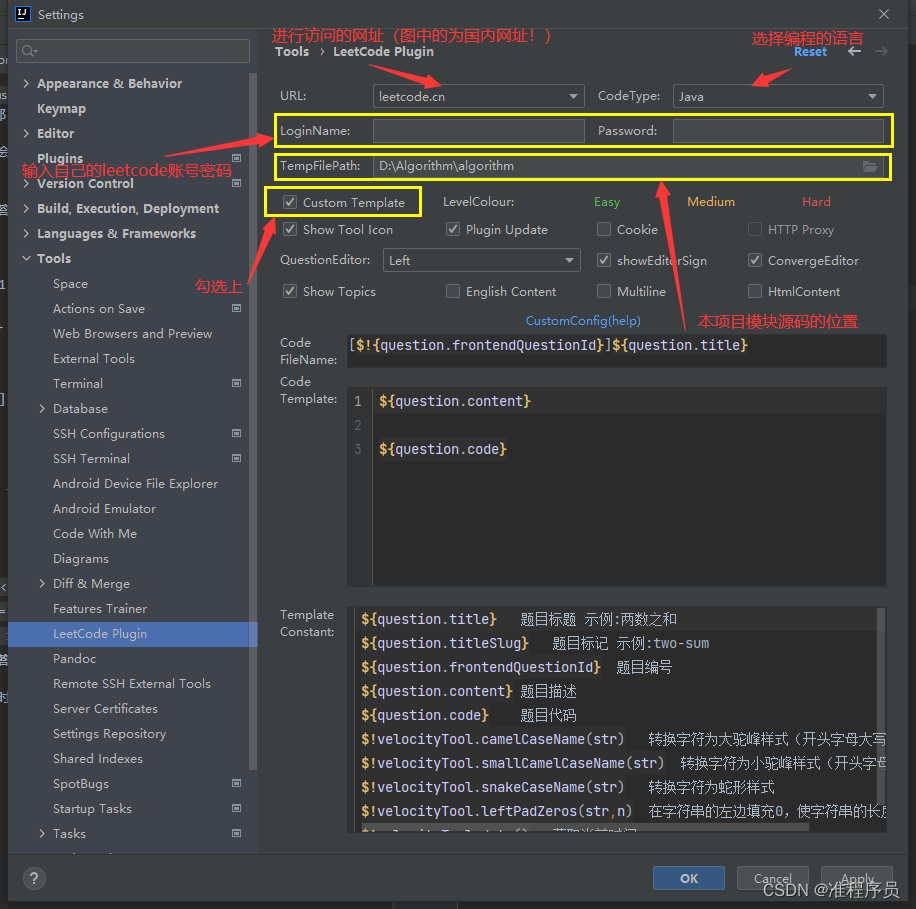 Settings
进行访问的网址（图中的为国内网址！）
选择编程的语言
Tools › LeetCode Plugin
Reset
Appearance & Behavior
Keymap
Editor
Plugins
输入自己的leetcode账号密码
Version Control
Build, Execution, Deployment
Languages & Frameworks
Tools
Space
Actions on Save
Web Browsers and Preview
External Tools
Terminal
Database
SSH Configurations
SSH Terminal
Android Device File Explorer
Android Emulator
Code With Me
Diagrams
Diff & Merge
Features Trainer
LeetCode Plugin
Pandoc
Remote SSH External Tools
Server Certificates
Settings Repository
Shared Indexes
SpotBugs
Startup Tasks
Tasks
URL: leetcode.cn CodeType: Java
LoginName: Password:
TempFilePath: D:\Algorithm\algorithm
Custom Template LevelColour: Easy Medium Hard
Show Tool Icon Plugin Update Cookie HTTP Proxy
QuestionEditor: Left showEditorSign ConvergeEditor
勾选上
Show Topics English Content Multiline HtmlContent
CustomConfig(help)
本项目模块源码的位置
Code
FileName:
[$!{question.frontendQuestionId}]${question.title}
Code
Template:
1 ${question.content}
2
3 ${question.code}
Template
Constant:
${question.title} 题目标题 示例:两数之和
${question.titleSlug} 题目标记 示例:two-sum
${question.frontendQuestionId} 题目编号
${question.content} 题目描述
${question.code} 题目代码
$!velocityTool.camelCaseName(str) 转换字符为大驼峰样式（开头字母大写
$!velocityTool.smallCamelCaseName(str) 转换字符为小驼峰样式（开头字母
$!velocityTool.snakeCaseName(str) 转换字符为蛇形样式
$!velocityTool.leftPadZeros(str,n) 在字符串的左边填充0，使字符串的长度
?
OK
Cancel
Apply
CSDN @准程序员